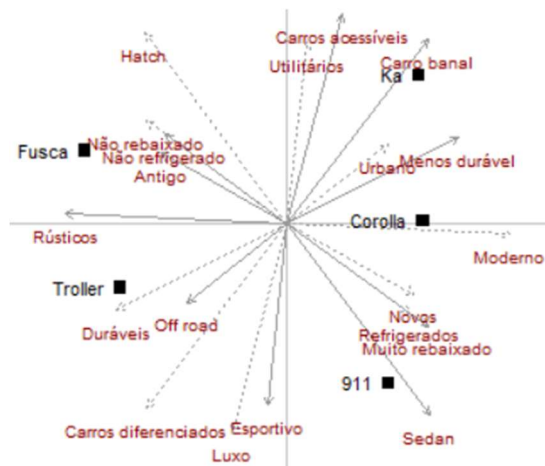 Carros acessíveis
Hatch
Carro banal
Utilitários
Ka
Não rebaixado
Fusca
Não refrigerado
Menos durável
Urbano
Antigo
Corolla
Rústicos
Moderno
Troller
Novos
Off road
Duráveis
Refrigerados
Muito rebaixado
911
Carros diferenciados
Esportivo
Sedan
Luxo